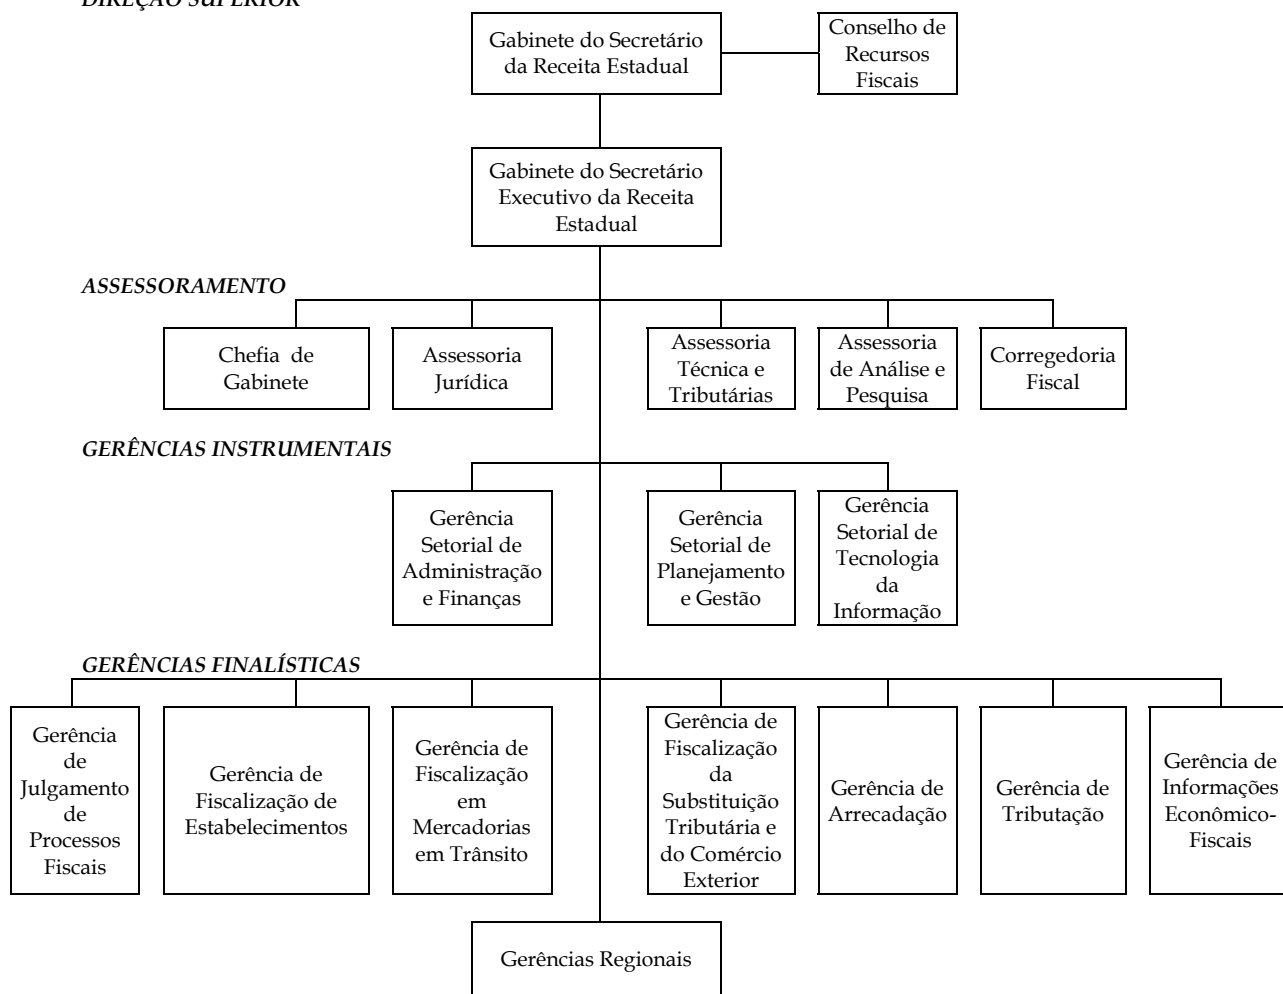 DIREÇÃO SUPERIOR
Gabinete do Secretário
da Receita Estadual
Conselho de
Recursos
Fiscais
Gabinete do Secretário
Executivo da Receita
Estadual
ASSESSORAMENTO
Chefia de
Gabinete
Assessoria
Jurídica
Assessoria
Técnica e
Tributárias
Assessoria
de Análise e
Pesquisa
Corregedoria
Fiscal
GERÊNCIAS INSTRUMENTAIS
Gerência
Setorial de
Administração
e Finanças
Gerência
Setorial de
Planejamento
e Gestão
Gerência
Setorial de
Tecnologia
da
Informação
GERÊNCIAS FINALÍSTICAS
Gerência
de
Julgamento
de
Processos
Fiscais
Gerência de
Fiscalização de
Estabelecimentos
Gerência de
Fiscalização
em
Mercadorias
em Trânsito
Gerência de
Fiscalização
da
Substituição
Tributária e
do Comércio
Exterior
Gerência de
Arrecadação
Gerência de
Tributação
Gerência de
Informações
Econômico-
Fiscais
Gerências Regionais